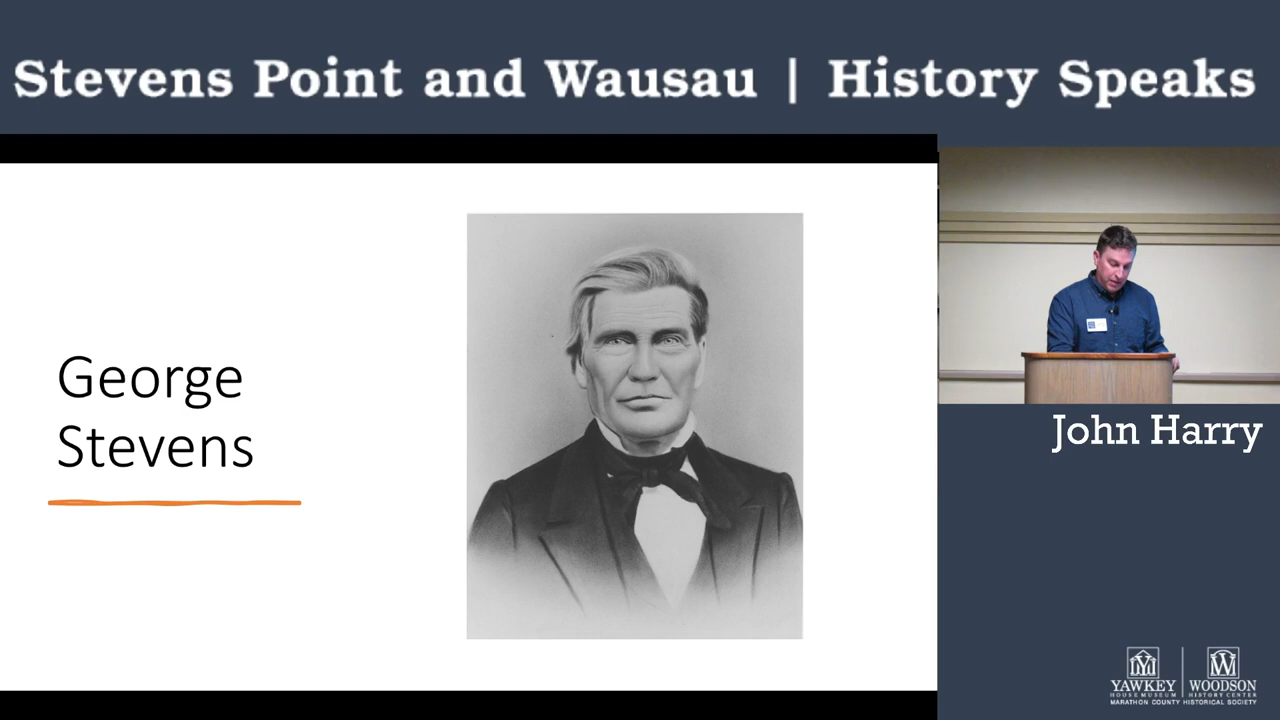 Stevens Point and Wausau | History Speaks
George
Stevens
John Harry
YAWKEY
HOUSE MUSEUM
WOODSON
HISTORY CENTER
MARATHON COUNTY HISTORICAL SOCIETY